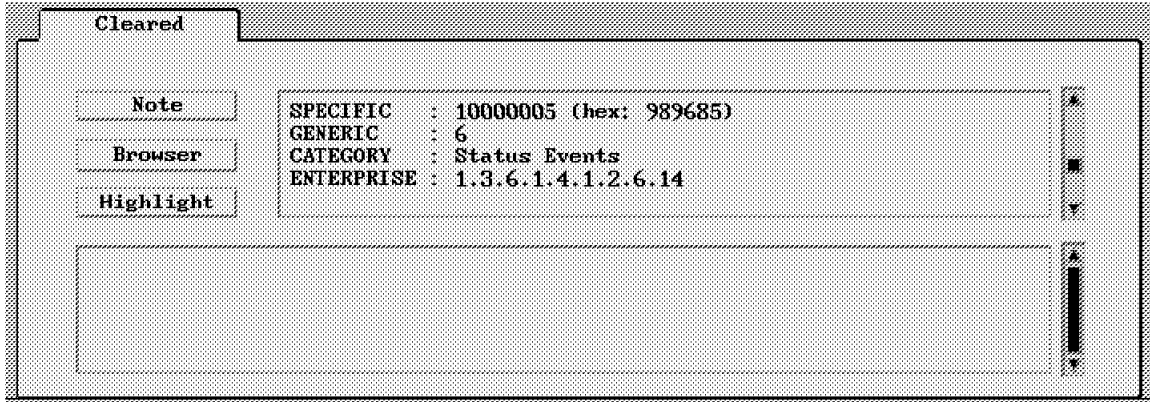 Cleared
Note
Browser
Highlight
SPECIFIC : 10000005 (hex: 989685)
GENERIC : 6
CATEGORY : Status Events
ENTERPRISE : 1.3.6.1.4.1.2.6.14